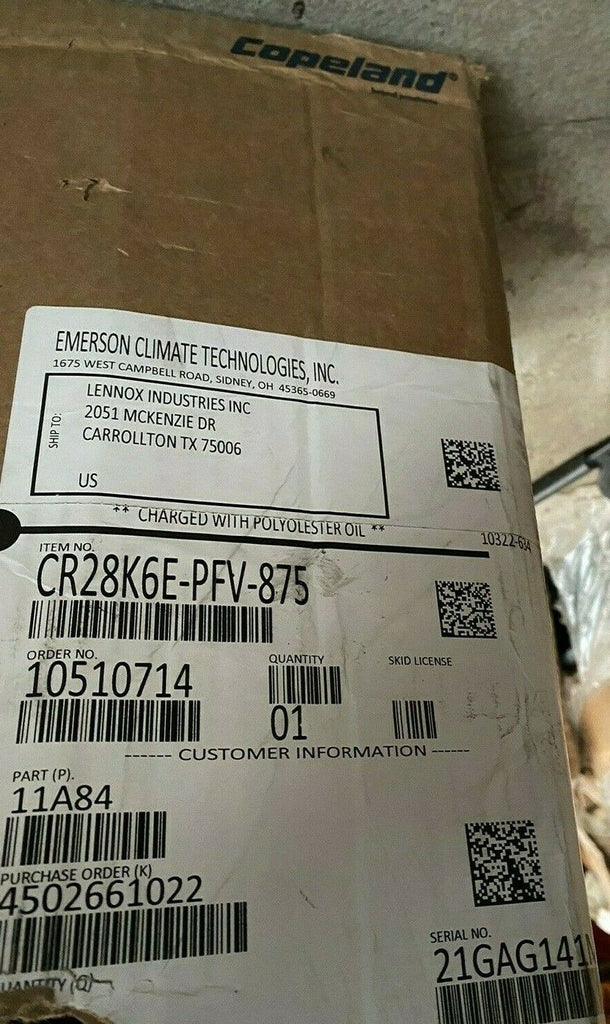 Copeland®
EMERSON CLIMATE TECHNOLOGIES, INC.
1675 WEST CAMPBELL ROAD, SIDNEY, OH 45365-0669
SHIP TO:
LENNOX INDUSTRIES INC
2051 MCKENZIE DR
CARROLLTON TX 75006
US
** CHARGED WITH POLYOLESTER OIL **
10322-634
ITEM NO.
CR28K6E-PFV-875
ORDER NO.
10510714
QUANTITY
01
SKID LICENSE
------ CUSTOMER INFORMATION ------
PART (P).
11A84
PURCHASE ORDER (K)
4502661022
QUANTITY (Q)
SERIAL NO.
21GAG141